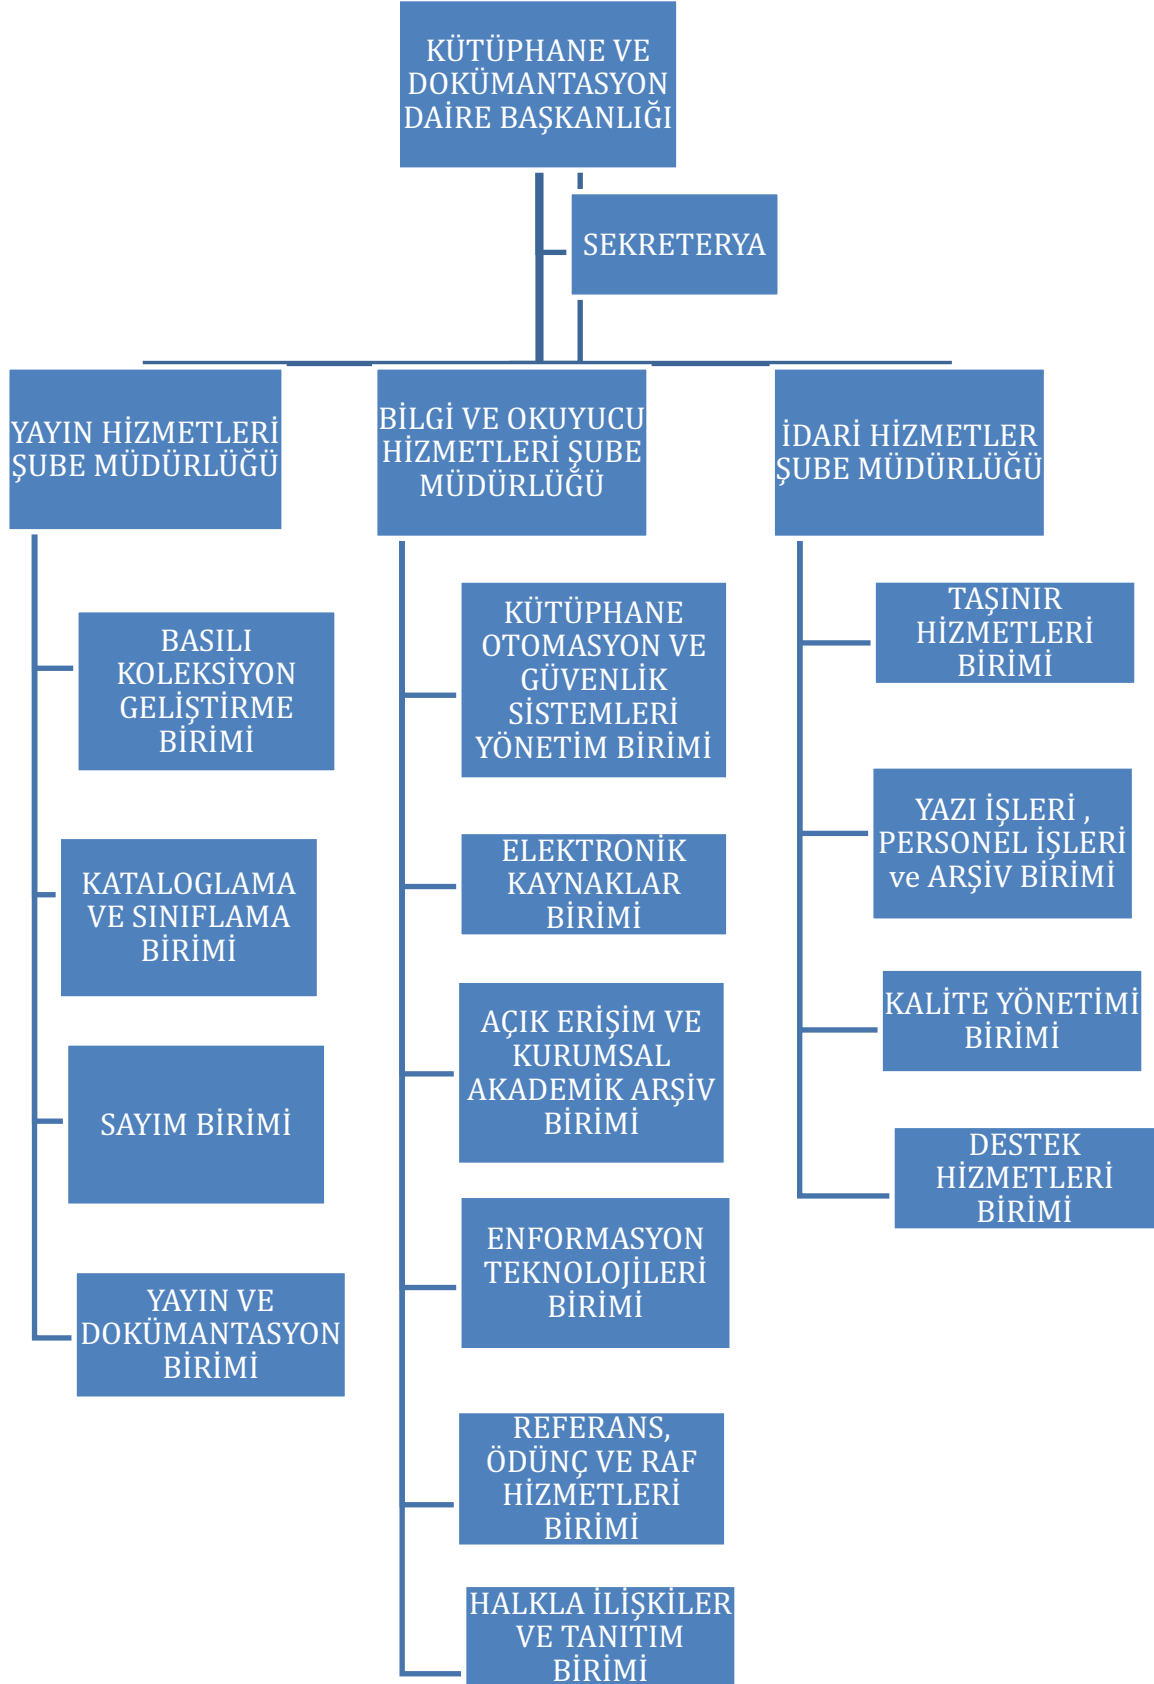 KÜTÜPHANE VE
DOKÜMANTASYON
DAİRE BAŞKANLIĞI
SEKRETERYA
YAYIN HİZMETLERİ
ŞUBE MÜDÜRLÜĞÜ
BİLGİ VE OKUYUCU
HİZMETLERİ ŞUBE
MÜDÜRLÜĞÜ
İDARİ HİZMETLER
ŞUBE MÜDÜRLÜĞÜ
BASILI
KOLEKSİYON
GELİŞTİRME
BİRİMİ
KATALOGLAMA
VE SINIFLAMA
BİRİMİ
SAYIM BİRİMİ
YAYIN VE
DOKÜMANTASYON
BİRİMİ
KÜTÜPHANE
OTOMASYON VE
GÜVENLİK
SİSTEMLERİ
YÖNETİM BİRİMİ
ELEKTRONİK
KAYNAKLAR
BİRİMİ
AÇIK ERİŞİM VE
KURUMSAL
AKADEMİK ARŞİV
BİRİMİ
ENFORMASYON
TEKNOLOJİLERİ
BİRİMİ
REFERANS,
ÖDÜNÇ VE RAF
HİZMETLERİ
BİRİMİ
HALKLA İLİŞKİLER
VE TANITIM
BİRİMİ
TAŞINIR
HİZMETLERİ
BİRİMİ
YAZI İŞLERİ ,
PERSONEL İŞLERİ
ve ARŞİV BİRİMİ
KALİTE YÖNETİMİ
BİRİMİ
DESTEK
HİZMETLERİ
BİRİMİ